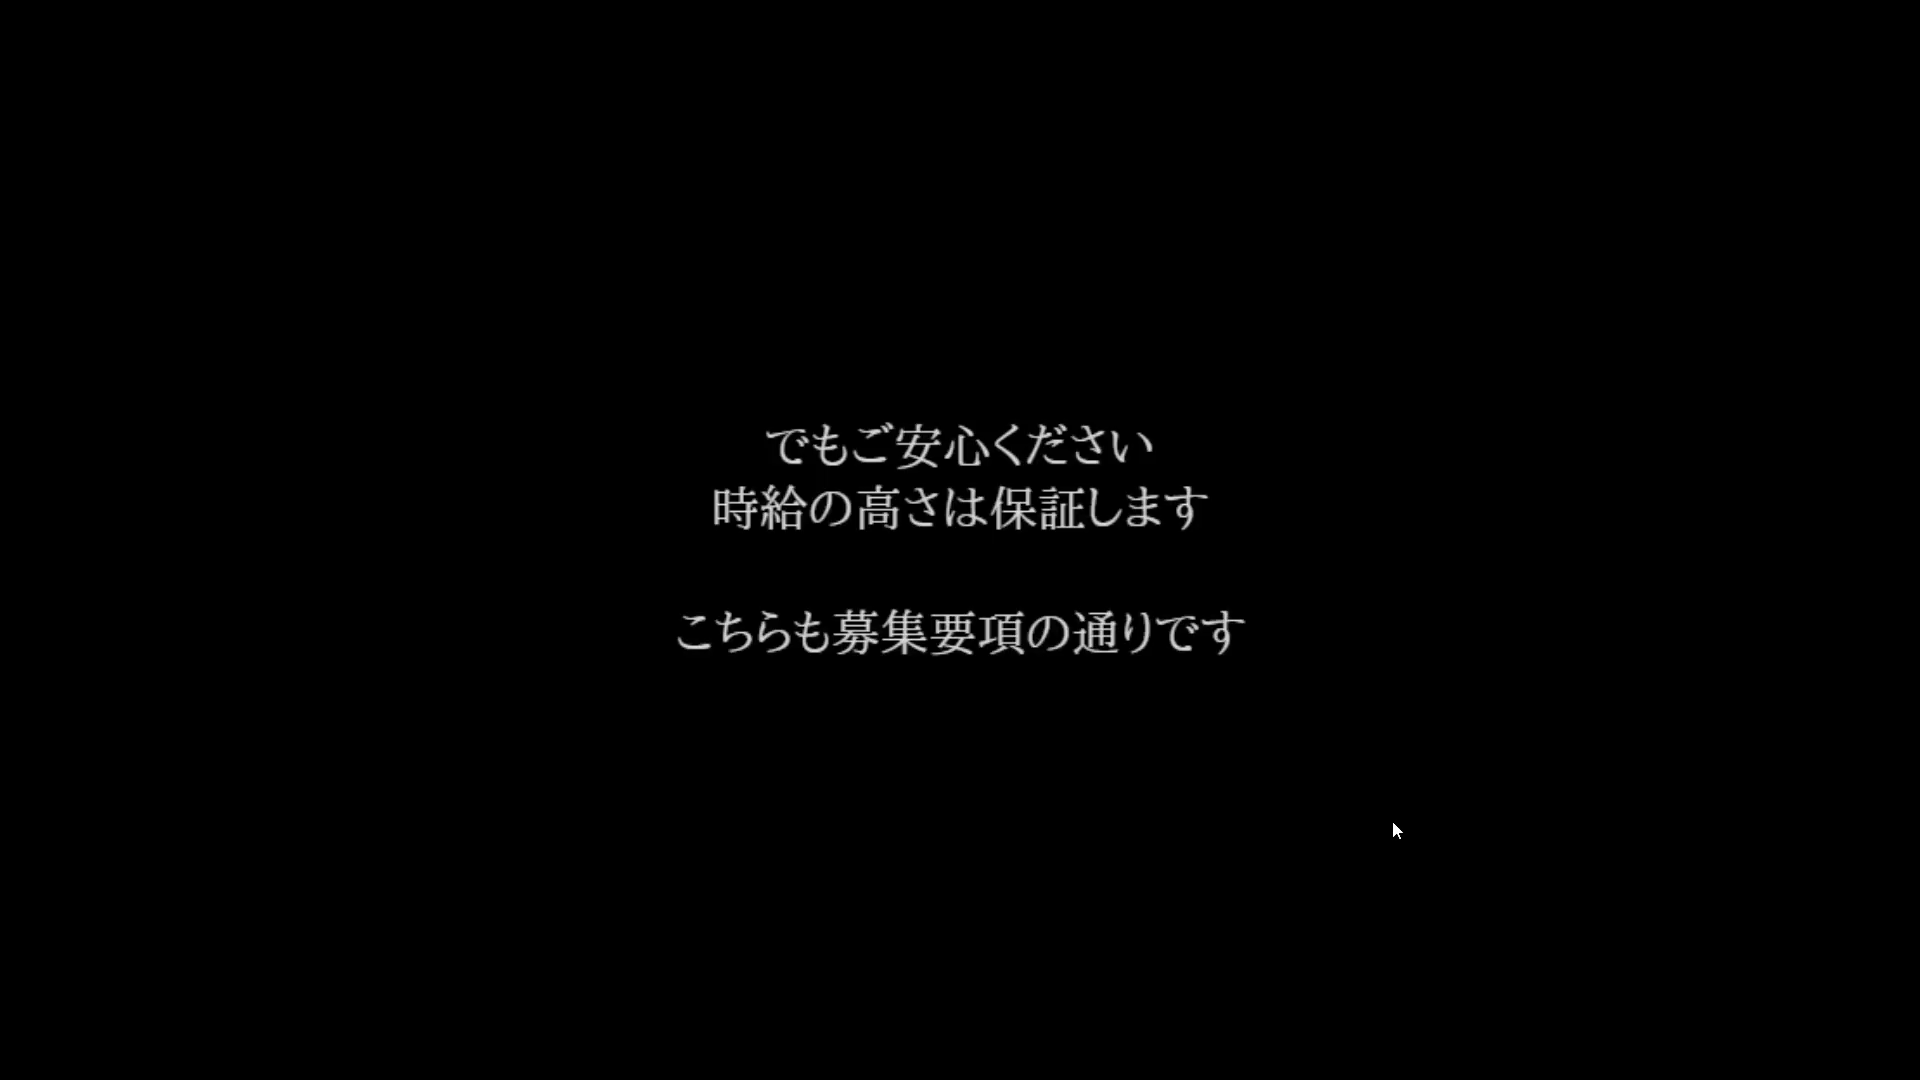 でもご安心ください
時給の高さは保証します
こちらも募集要項の通りです